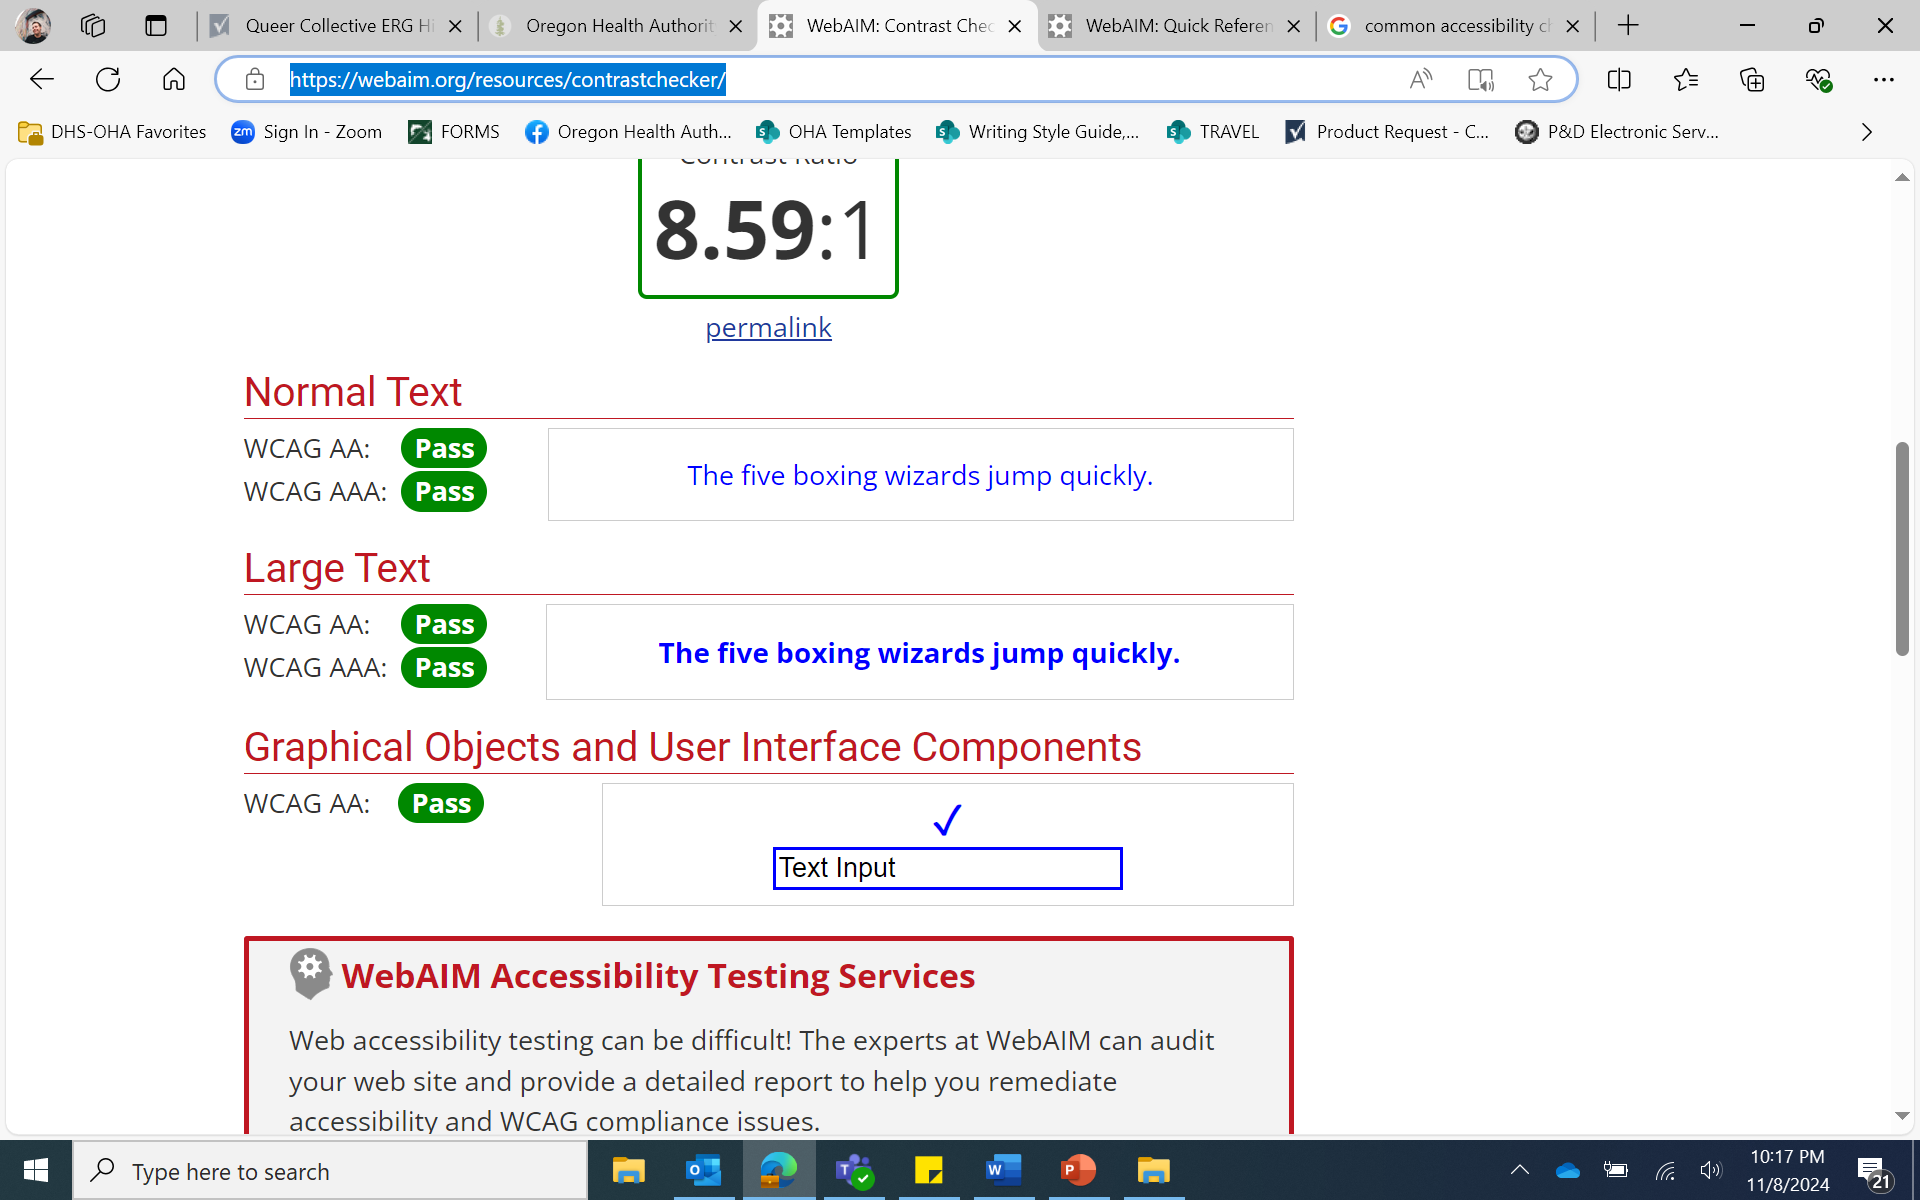 Queer Collective ERG Hi
Oregon Health Authorit
WebAIM: Contrast Chec
WebAIM: Quick Referen
common accessibility ch
https://webaim.org/resources/contrastchecker/
DHS-OHA Favorites
zm Sign In - Zoom
FORMS
Oregon Health Auth...
OHA Templates
Writing Style Guide,...
TRAVEL
Product Request - C...
P&D Electronic Serv...
Contrast Ratio
8.59:1
permalink
Normal Text
WCAG AA: Pass
WCAG AAA: Pass
The five boxing wizards jump quickly.
Large Text
WCAG AA: Pass
WCAG AAA: Pass
The five boxing wizards jump quickly.
Graphical Objects and User Interface Components
WCAG AA: Pass
✓
Text Input
WebAIM Accessibility Testing Services
Web accessibility testing can be difficult! The experts at WebAIM can audit
your web site and provide a detailed report to help you remediate
accessibility and WCAG compliance issues.
Type here to search
10:17 PM
11/8/2024
21